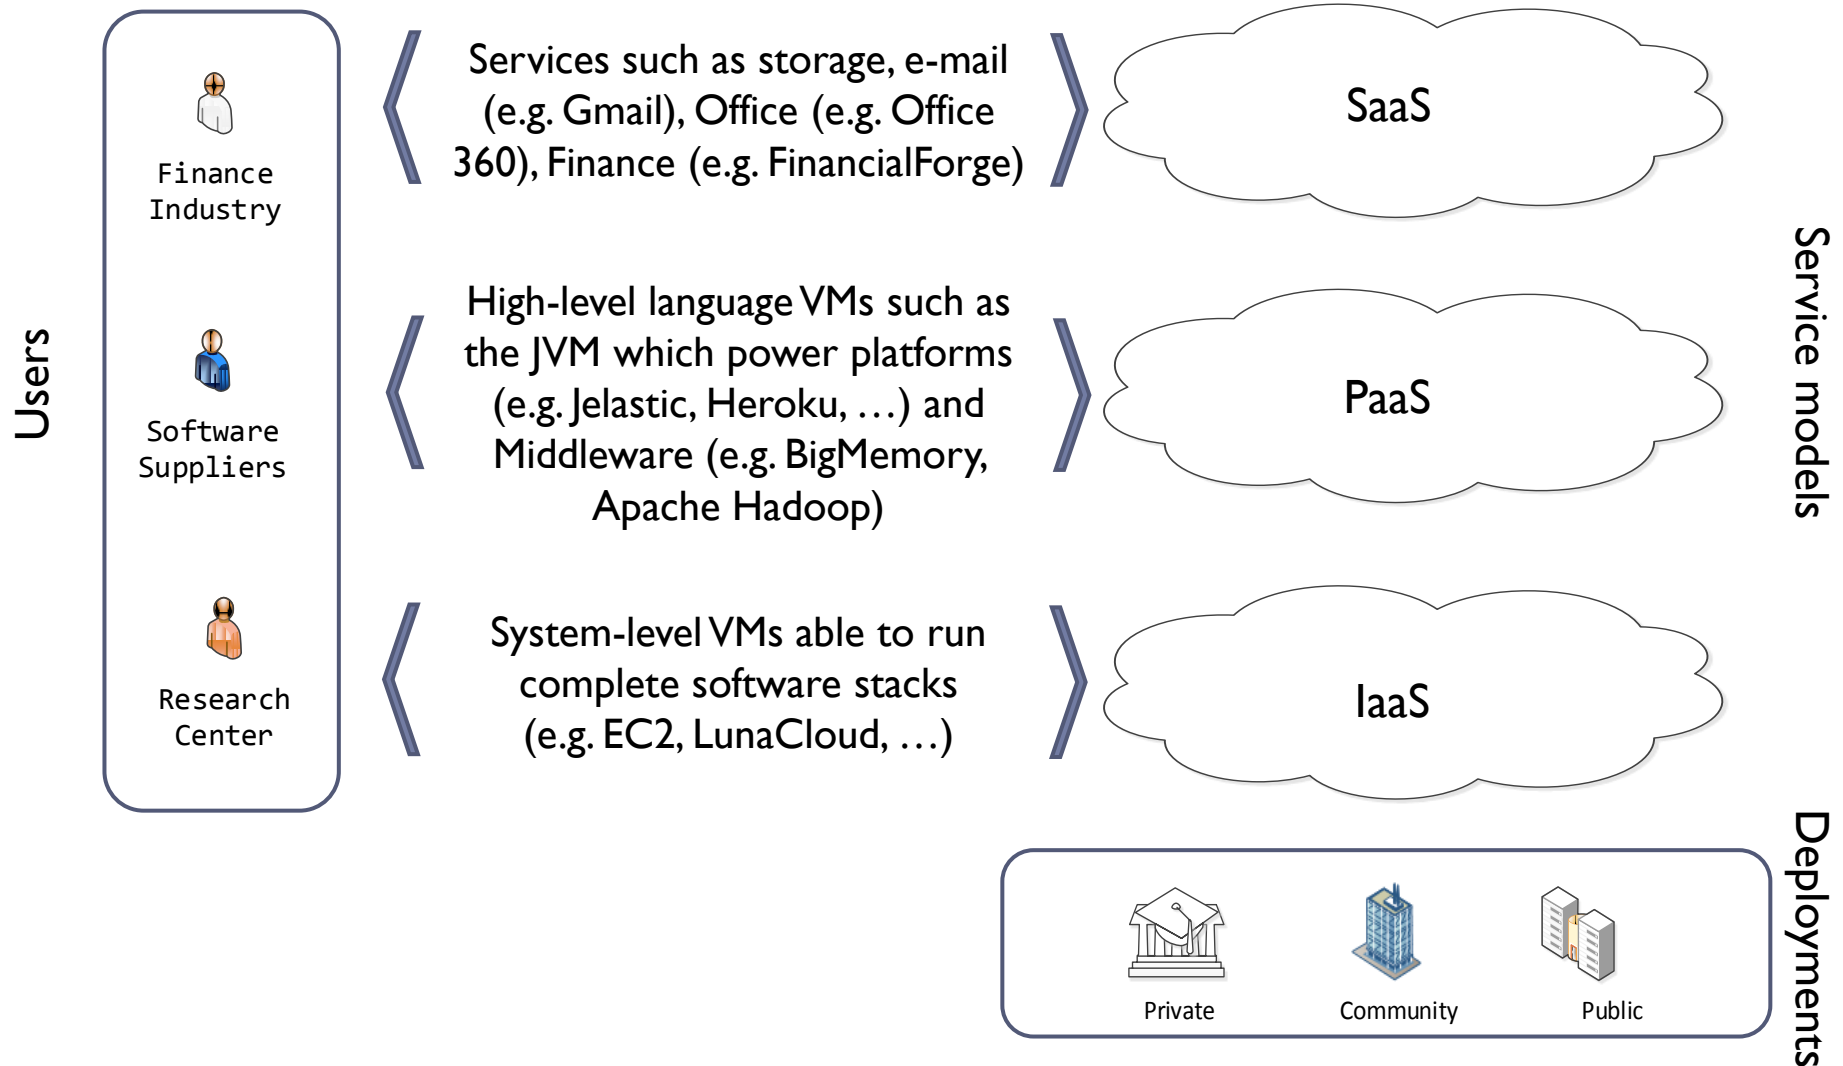 Users
Finance
Industry
Software
Suppliers
Research
Center
Services such as storage, e-mail
(e.g. Gmail), Office (e.g. Office
360), Finance (e.g. FinancialForge)
SaaS
High-level language VMs such as
the JVM which power platforms
(e.g. Jelastic, Heroku, …) and
Middleware (e.g. BigMemory,
Apache Hadoop)
PaaS
System-level VMs able to run
complete software stacks
(e.g. EC2, LunaCloud, …)
IaaS
Service models
Private
Community
Public
Deployments